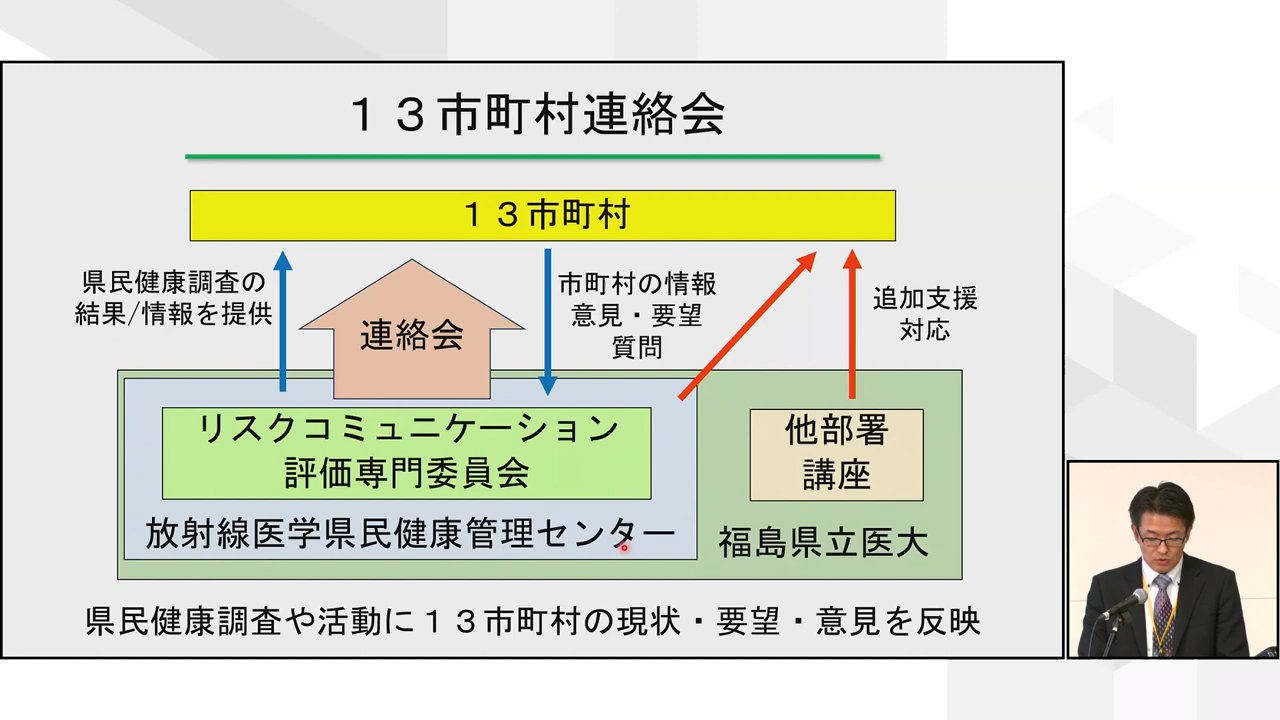 １３市町村連絡会
１３市町村
県民健康調査の
結果/情報を提供
連絡会
市町村の情報
意見・要望
質問
追加支援
対応
リスクコミュニケーション
評価専門委員会
他部署
講座
放射線医学県民健康管理センター
福島県立医大
県民健康調査や活動に１３市町村の現状・要望・意見を反映